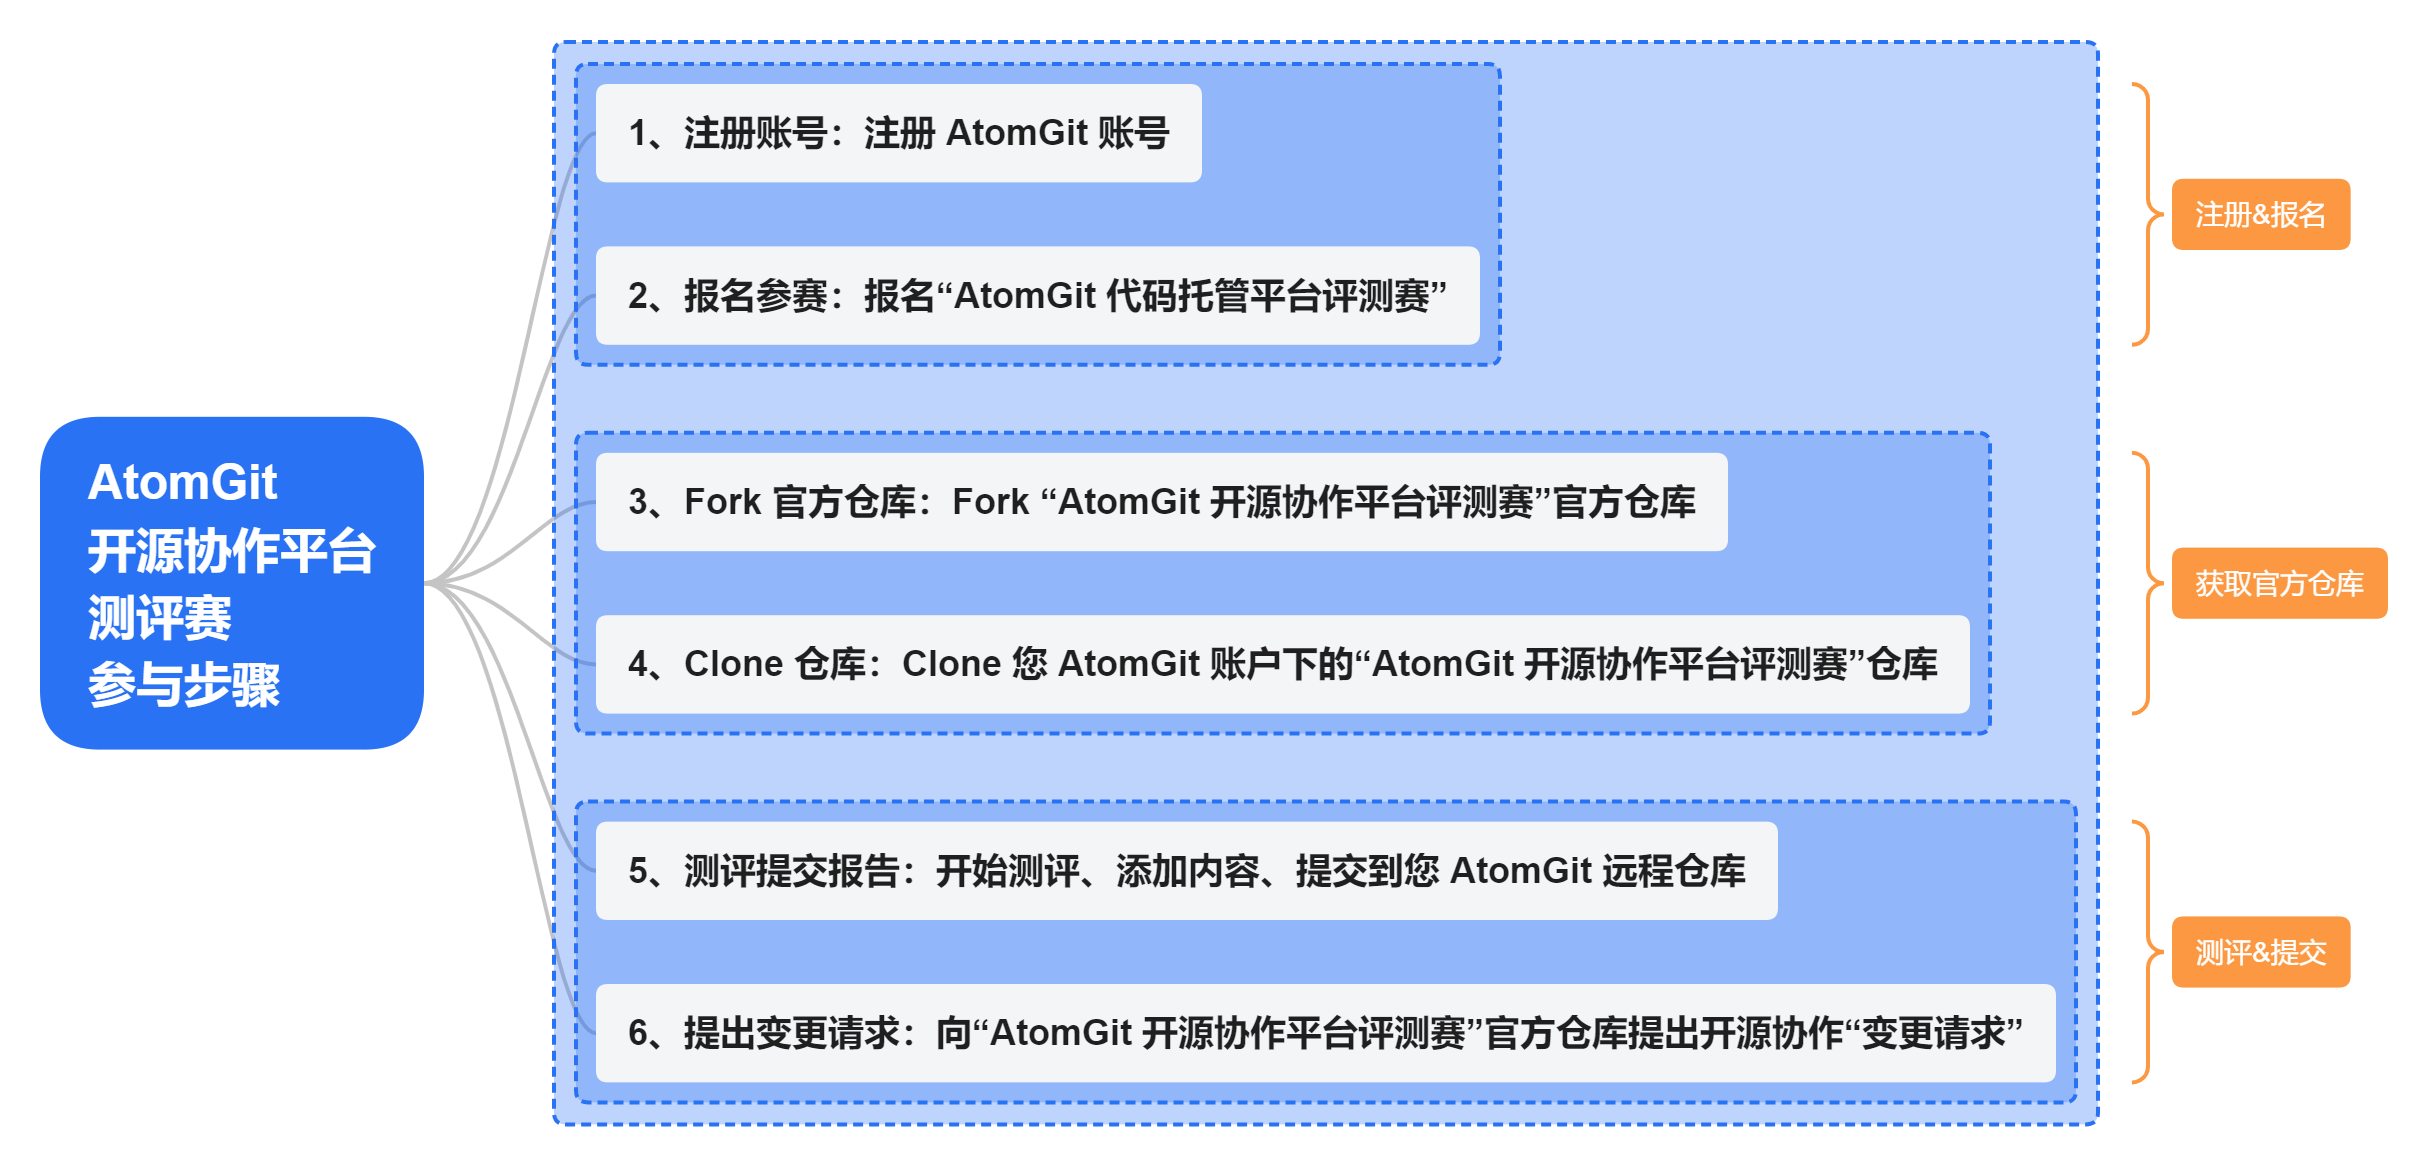 AtomGit
开源协作平台
测评赛
参与步骤
1、注册账号：注册 AtomGit 账号
2、报名参赛：报名“AtomGit 代码托管平台评测赛”
注册&报名
3、Fork 官方仓库：Fork “AtomGit 开源协作平台评测赛”官方仓库
4、Clone 仓库：Clone 您 AtomGit 账户下的“AtomGit 开源协作平台评测赛”仓库
获取官方仓库
5、测评提交报告：开始测评、添加内容、提交到您 AtomGit 远程仓库
6、提出变更请求：向“AtomGit 开源协作平台评测赛”官方仓库提出开源协作“变更请求”
测评&提交